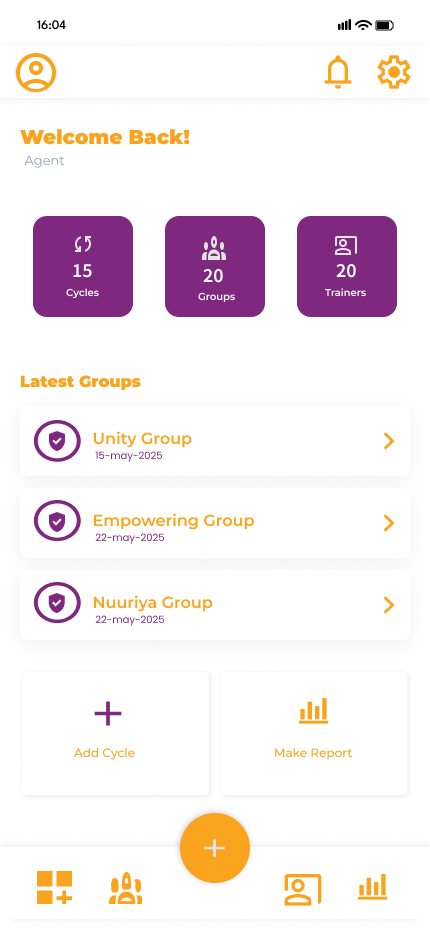 16:04
Welcome Back!
Agent
15
Cycles
20
Groups
20
Trainers
Latest Groups
Unity Group
15-may-2025
Empowering Group
22-may-2025
Nuuriya Group
22-may-2025
Add Cycle
Make Report